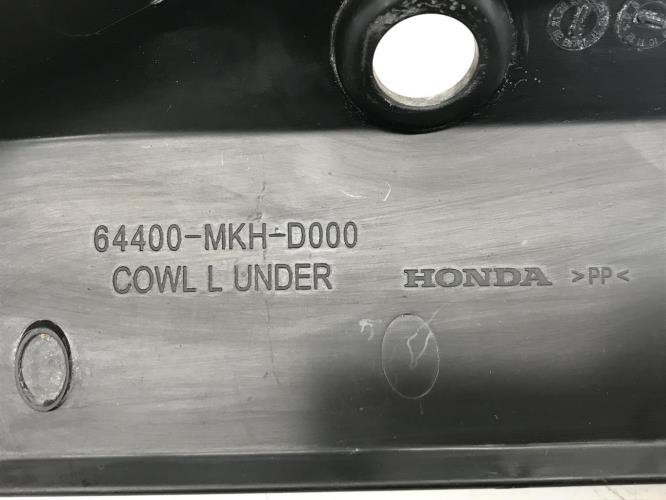 64400-MKH-D000
COWL L UNDER
HONDA >PP<